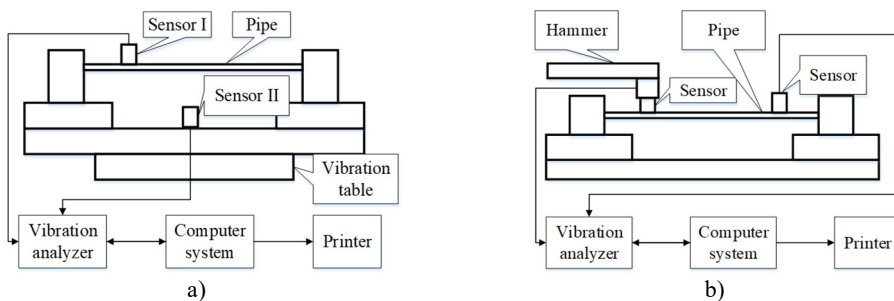 Sensor I
Pipe
Sensor II
Vibration
table
Vibration
analyzer
Computer
system
Printer
a)
Hammer
Pipe
Sensor
Sensor
Vibration
analyzer
Computer
system
Printer
b)